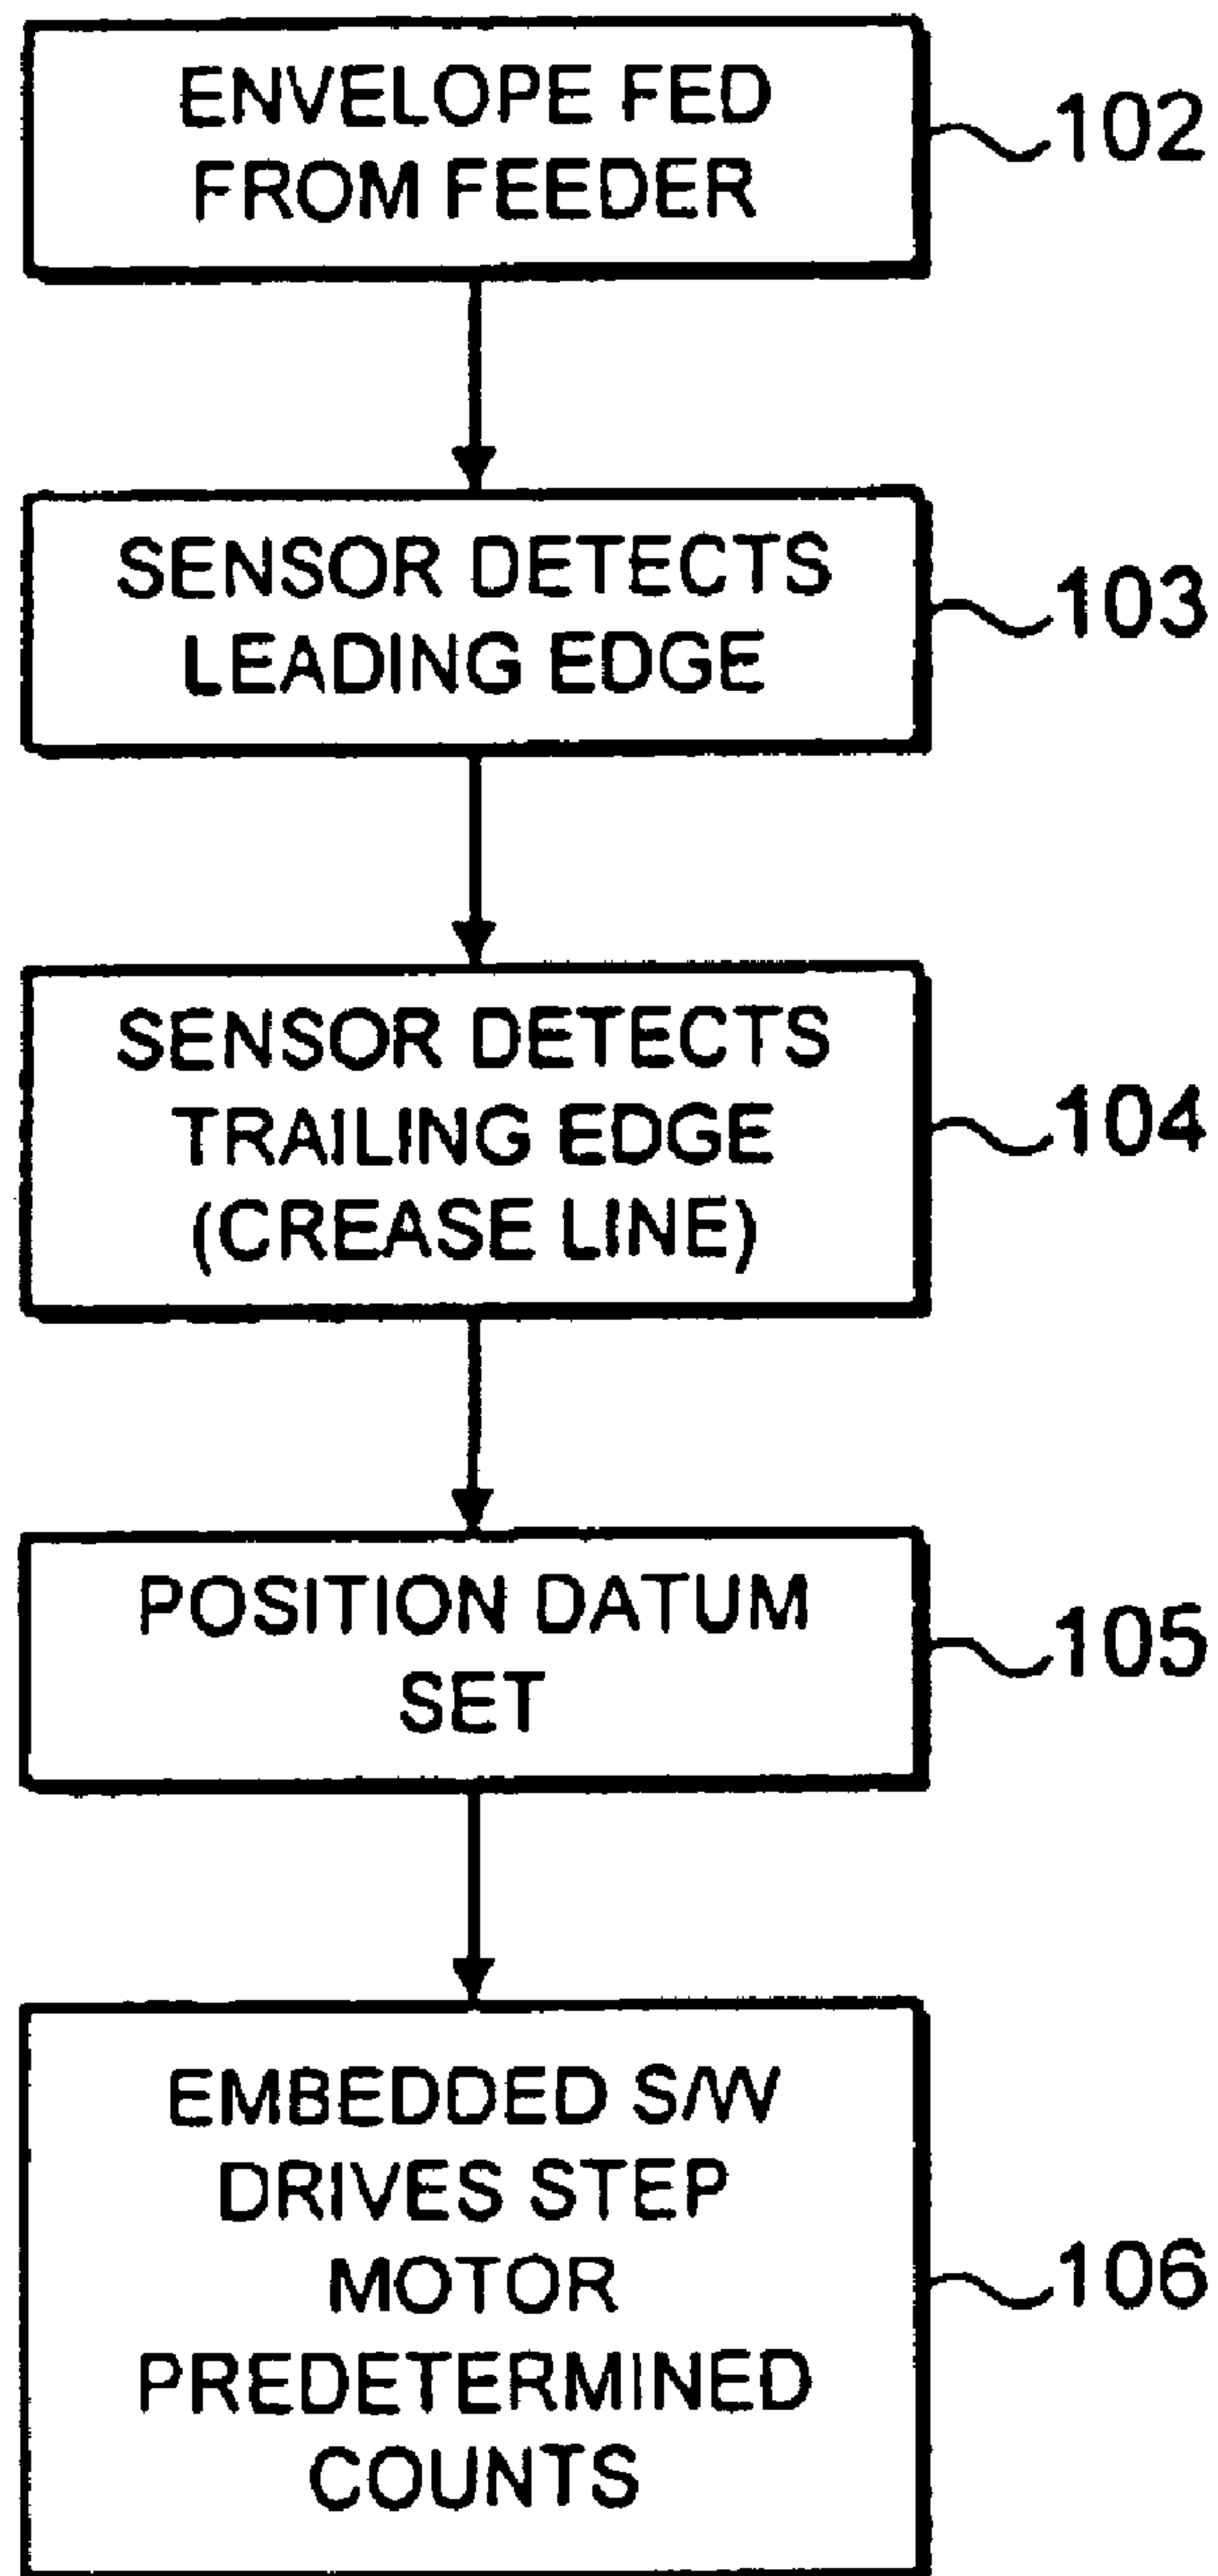 ENVELOPE FED
FROM FEEDER
102
SENSOR DETECTS
LEADING EDGE
103
SENSOR DETECTS
TRAILING EDGE
(CREASE LINE)
104
POSITION DATUM
SET
105
EMBEDDED S/W
DRIVES STEP
MOTOR
PREDETERMINED
COUNTS
106